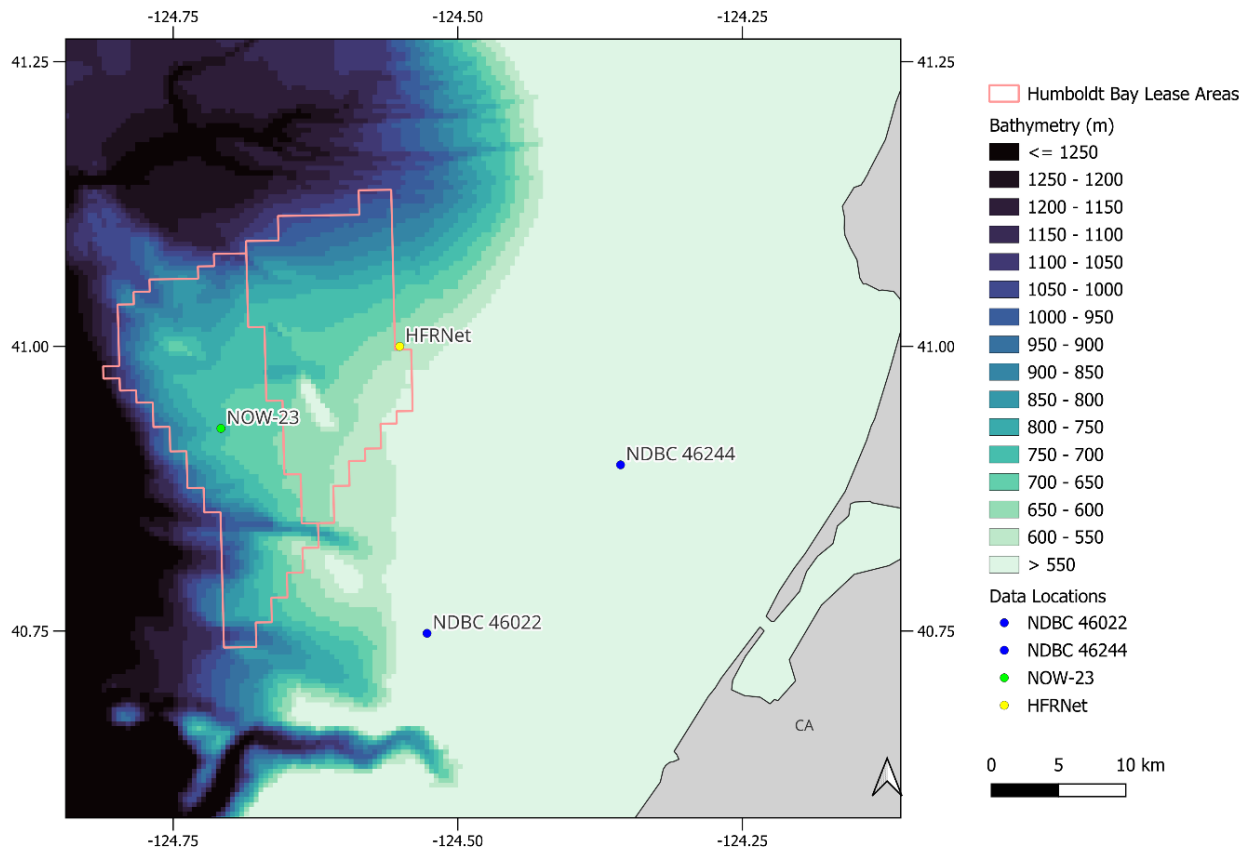 -124.75 -124.50 -124.25
41.25 41.25
41.00 41.00
40.75 40.75
-124.75 -124.50 -124.25
HFRNet
NOW-23
NDBC 46244
NDBC 46022
CA
Humboldt Bay Lease Areas
Bathymetry (m)
<= 1250
1250 - 1200
1200 - 1150
1150 - 1100
1100 - 1050
1050 - 1000
1000 - 950
950 - 900
900 - 850
850 - 800
800 - 750
750 - 700
700 - 650
650 - 600
600 - 550
> 550
Data Locations
NDBC 46022
NDBC 46244
NOW-23
HFRNet
0 5 10 km